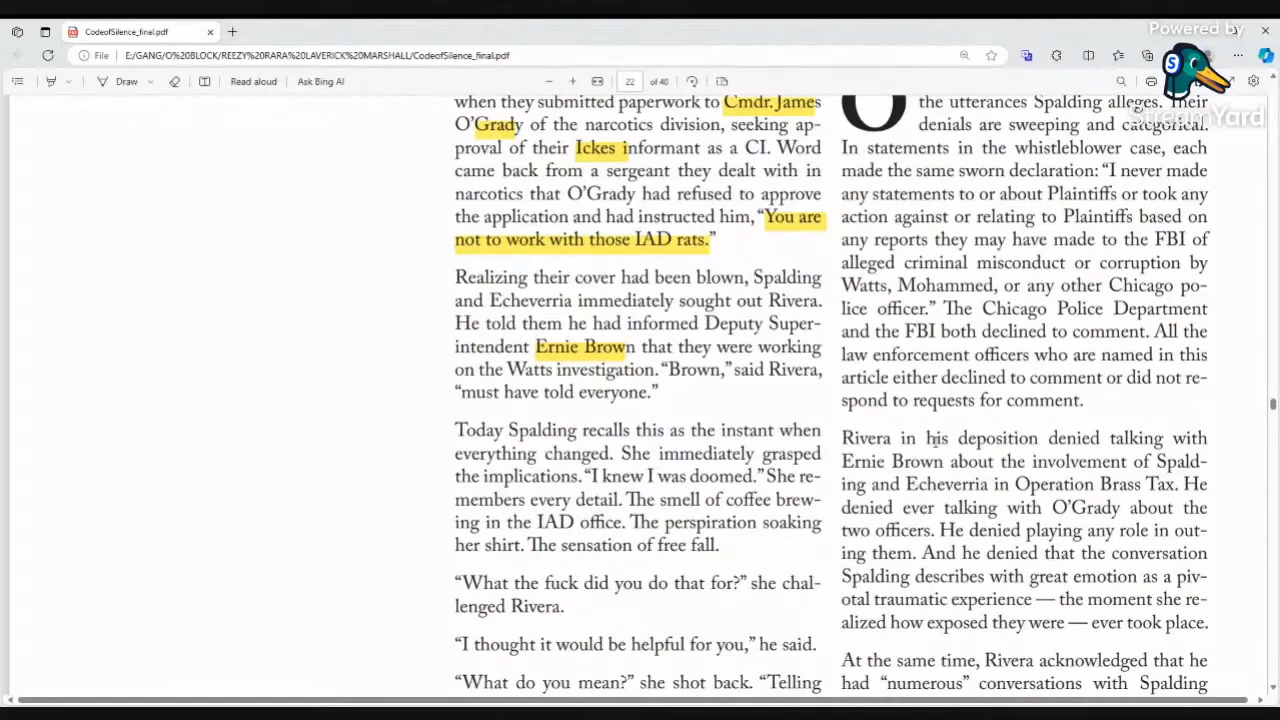 Powered by
StreamYard
CodeofSilence_final.pdf
File
E:/GANG/O%20BLOCK/REEZY%20RARA%20LAVERICK%20MARSHALL/CodeofSilence_final.pdf
Draw
Read aloud
Ask Bing AI
22
of 40
when they submitted paperwork to Cmdr. James
O’Grady of the narcotics division, seeking ap-
proval of their Ickes informant as a CI. Word
came back from a sergeant they dealt with in
narcotics that O’Grady had refused to approve
the application and had instructed him, “You are
not to work with those IAD rats.”
Realizing their cover had been blown, Spalding
and Echeverria immediately sought out Rivera.
He told them he had informed Deputy Super-
intendent Ernie Brown that they were working
on the Watts investigation. “Brown,” said Rivera,
“must have told everyone.”
Today Spalding recalls this as the instant when
everything changed. She immediately grasped
the implications. “I knew I was doomed.” She re-
members every detail. The smell of coffee brew-
ing in the IAD office. The perspiration soaking
her shirt. The sensation of free fall.
“What the fuck did you do that for?” she chal-
lenged Rivera.
“I thought it would be helpful for you,” he said.
“What do you mean?” she shot back. “Telling
O the utterances Spalding alleges. Their
denials are sweeping and categorical.
In statements in the whistleblower case, each
made the same sworn declaration: “I never made
any statements to or about Plaintiffs or took any
action against or relating to Plaintiffs based on
any reports they may have made to the FBI of
alleged criminal misconduct or corruption by
Watts, Mohammed, or any other Chicago po-
lice officer.” The Chicago Police Department
and the FBI both declined to comment. All the
law enforcement officers who are named in this
article either declined to comment or did not re-
spond to requests for comment.
Rivera in his deposition denied talking with
Ernie Brown about the involvement of Spald-
ing and Echeverria in Operation Brass Tax. He
denied ever talking with O’Grady about the
two officers. He denied playing any role in out-
ing them. And he denied that the conversation
Spalding describes with great emotion as a piv-
otal traumatic experience — the moment she re-
alized how exposed they were — ever took place.
At the same time, Rivera acknowledged that he
had “numerous” conversations with Spalding